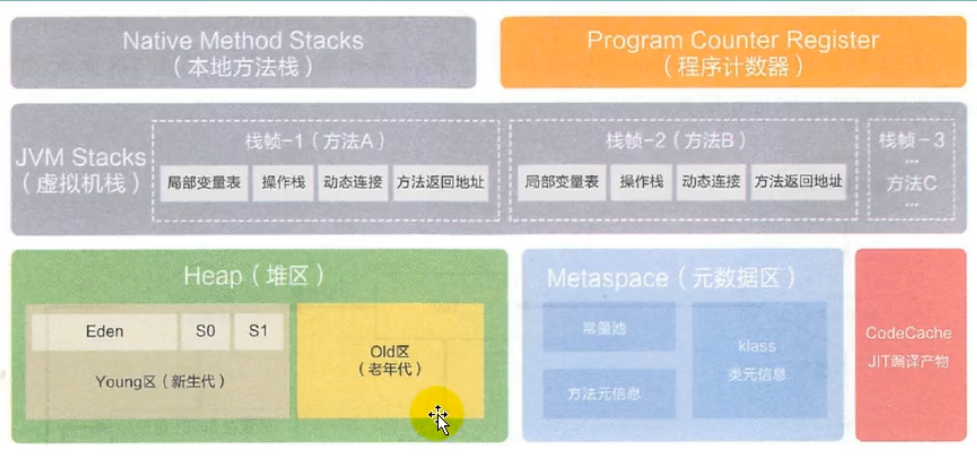 Native Method Stacks
（本地方法栈）
Program Counter Register
（程序计数器）
JVM Stacks
（虚拟机栈）
栈帧-1（方法A）
局部变量表
操作栈
动态连接
方法返回地址
栈帧-2（方法B）
局部变量表
操作栈
动态连接
方法返回地址
栈帧-3
...
方法C
...
Heap（堆区）
Eden
S0
S1
Young区（新生代）
Old区
（老年代）
Metaspace（元数据区）
常量池
方法元信息
klass
类元信息
CodeCache
JIT编译产物